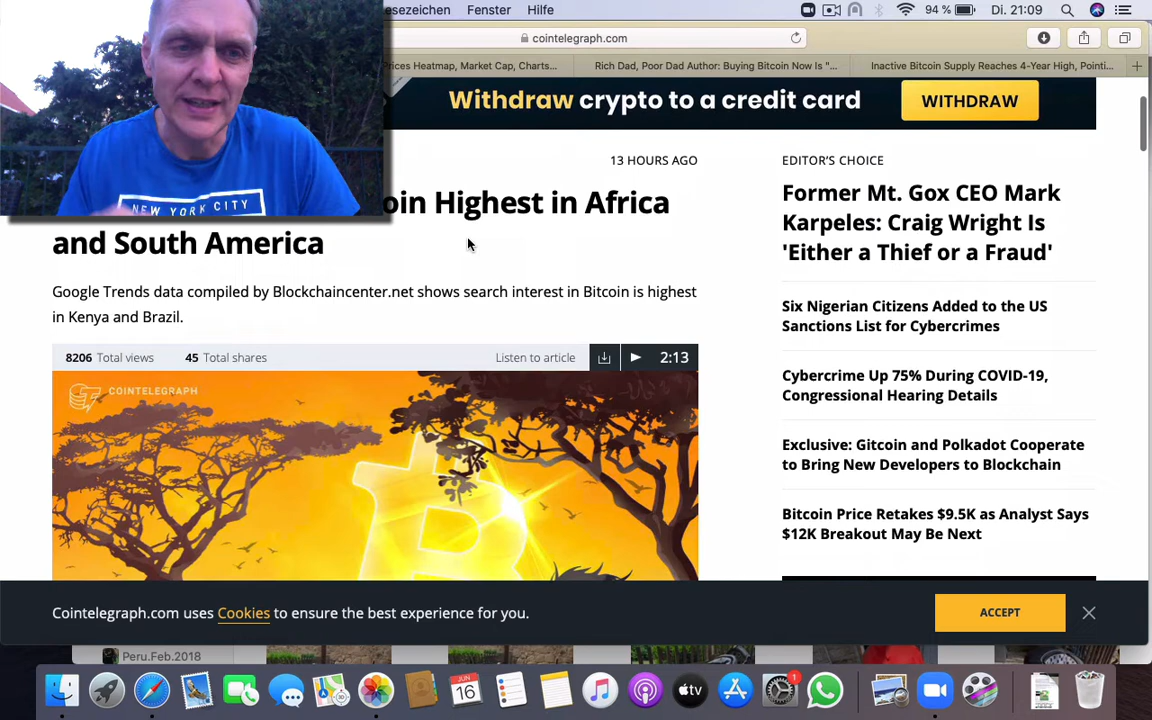 Fenster Hilfe
94 % Di. 21:09
cointelegraph.com
Prices Heatmap, Market Cap, Charts...
Rich Dad, Poor Dad Author: Buying Bitcoin Now Is "...
Inactive Bitcoin Supply Reaches 4-Year High, Pointi...
Withdraw crypto to a credit card
WITHDRAW
NEW YORK CITY
13 HOURS AGO
Highest in Africa
and South America
Google Trends data compiled by Blockchaincenter.net shows search interest in Bitcoin is highest
in Kenya and Brazil.
8206 Total views 45 Total shares Listen to article 2:13
COINTELEGRAPH
EDITOR'S CHOICE
Former Mt. Gox CEO Mark
Karpeles: Craig Wright Is
'Either a Thief or a Fraud'
Six Nigerian Citizens Added to the US
Sanctions List for Cybercrimes
Cybercrime Up 75% During COVID-19,
Congressional Hearing Details
Exclusive: Gitcoin and Polkadot Cooperate
to Bring New Developers to Blockchain
Bitcoin Price Retakes $9.5K as Analyst Says
$12K Breakout May Be Next
Cointelegraph.com uses Cookies to ensure the best experience for you.
ACCEPT
Peru.Feb.2018
JUN
16
tv
1